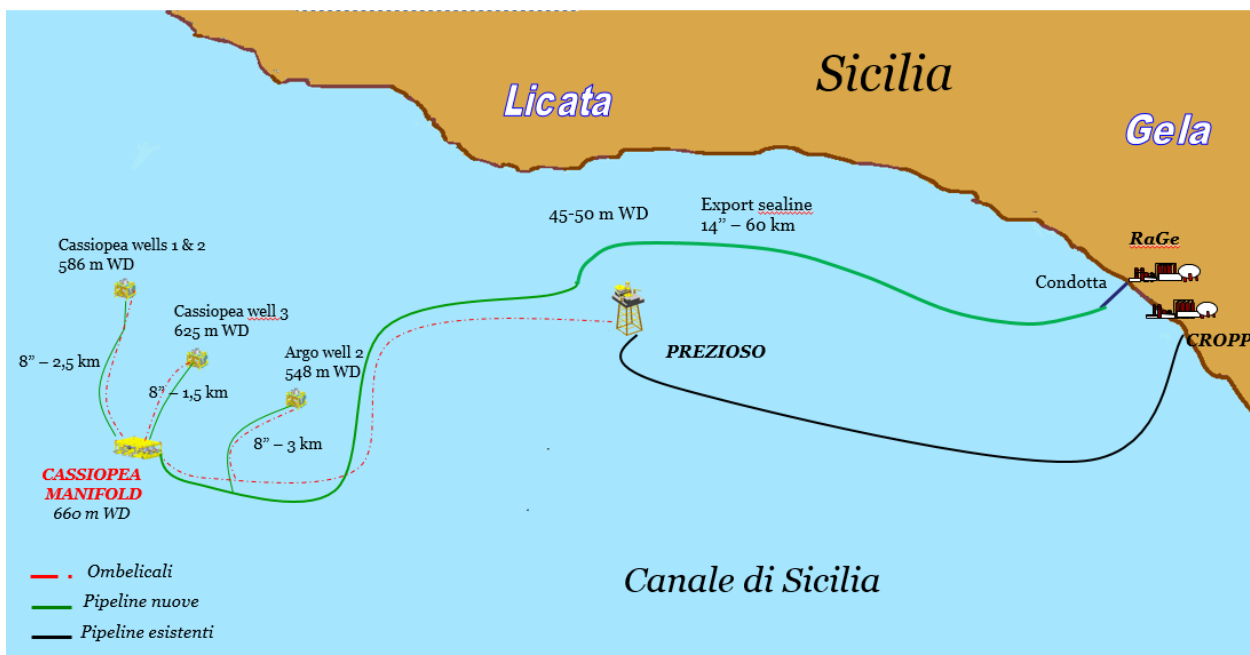 Sicilia
Licata
Gela
45-50 m WD
Export sealine
14” – 60 km
RaGe
Condotta
CROPP
Cassiopea wells 1 & 2
586 m WD
Cassiopea well 3
625 m WD
Argo well 2
548 m WD
PREZIOSO
8” – 2,5 km
8” – 1,5 km
8” – 3 km
CASSIOPEA
MANIFOLD
660 m WD
Ombelicali
Pipeline nuove
Pipeline esistenti
Canale di Sicilia